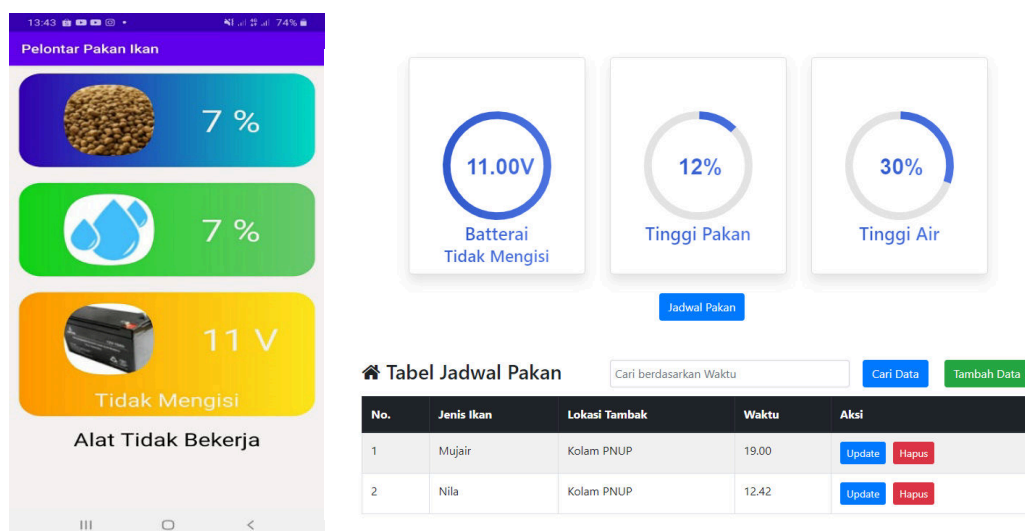 13:43 74%
Pelontar Pakan Ikan
7 %
7 %
11 V
Tidak Mengisi
Alat Tidak Bekerja
11.00V
Batterai
Tidak Mengisi
12%
Tinggi Pakan
30%
Tinggi Air
Jadwal Pakan
Tabel Jadwal Pakan Cari berdasarkan Waktu Cari Data Tambah Data
No. Jenis Ikan Lokasi Tambak Waktu Aksi
1 Mujair Kolam PNUP 19.00 Update Hapus
2 Nila Kolam PNUP 12.42 Update Hapus